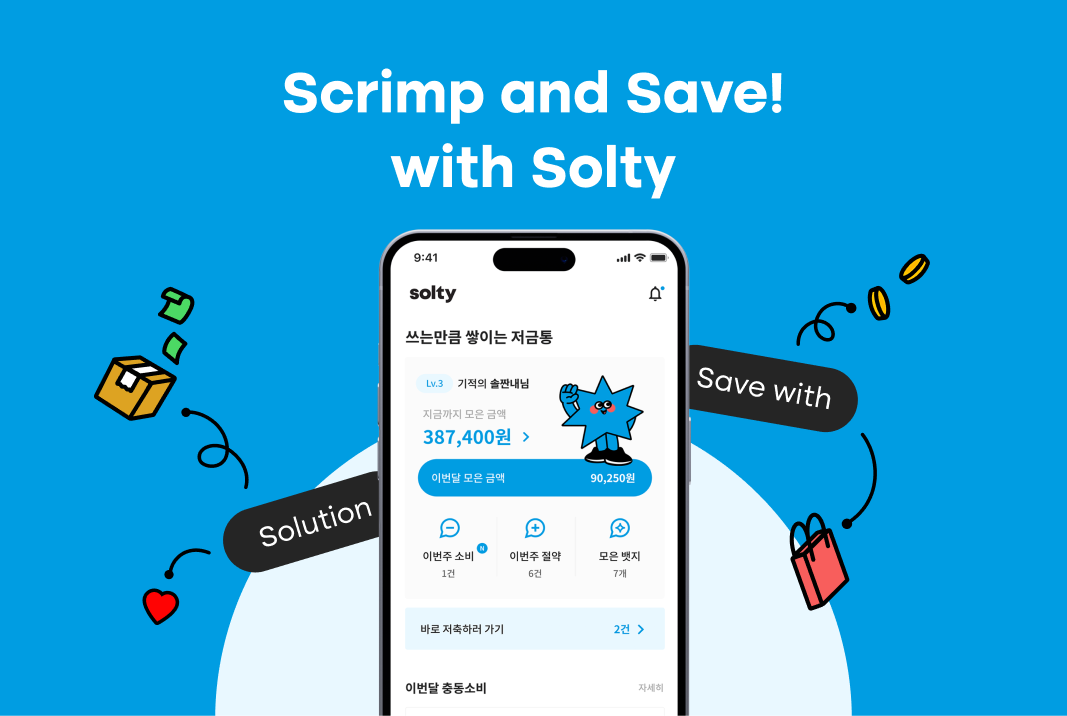 Scrimp and Save!
with Solty
9:41
solty
쓰는만큼 쌓이는 저금통
Lv.3 기적의 솔짠내님
지금까지 모은 금액
387,400원
이번달 모은 금액 90,250원
이번주 소비 N 이번주 절약 모은 뱃지
1건 6건 7개
바로 저축하러 가기 2건
이번달 충동소비 자세히
Save with
Solution